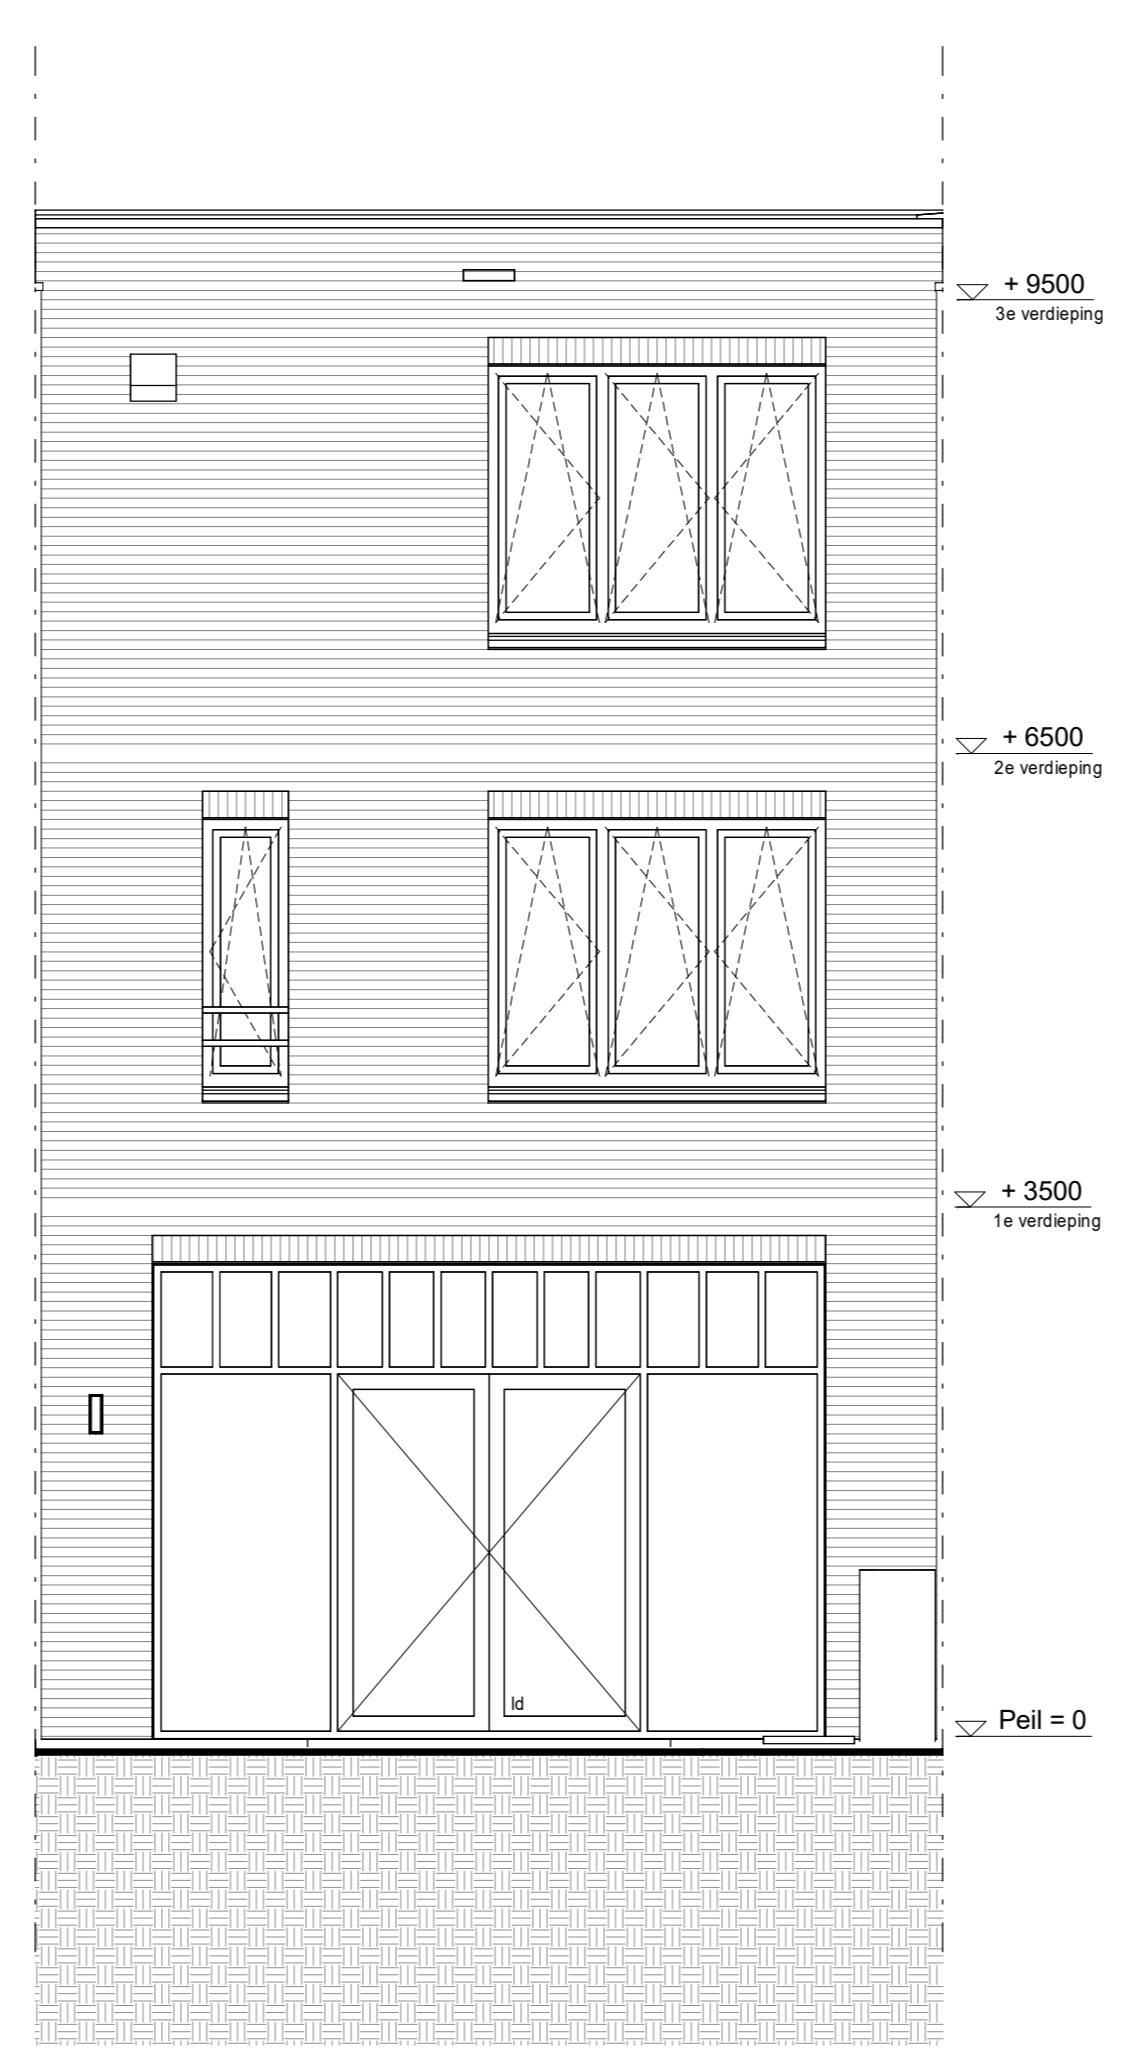 + 9500
3e verdieping
+ 6500
2e verdieping
+ 3500
1e verdieping
ld
Peil = 0